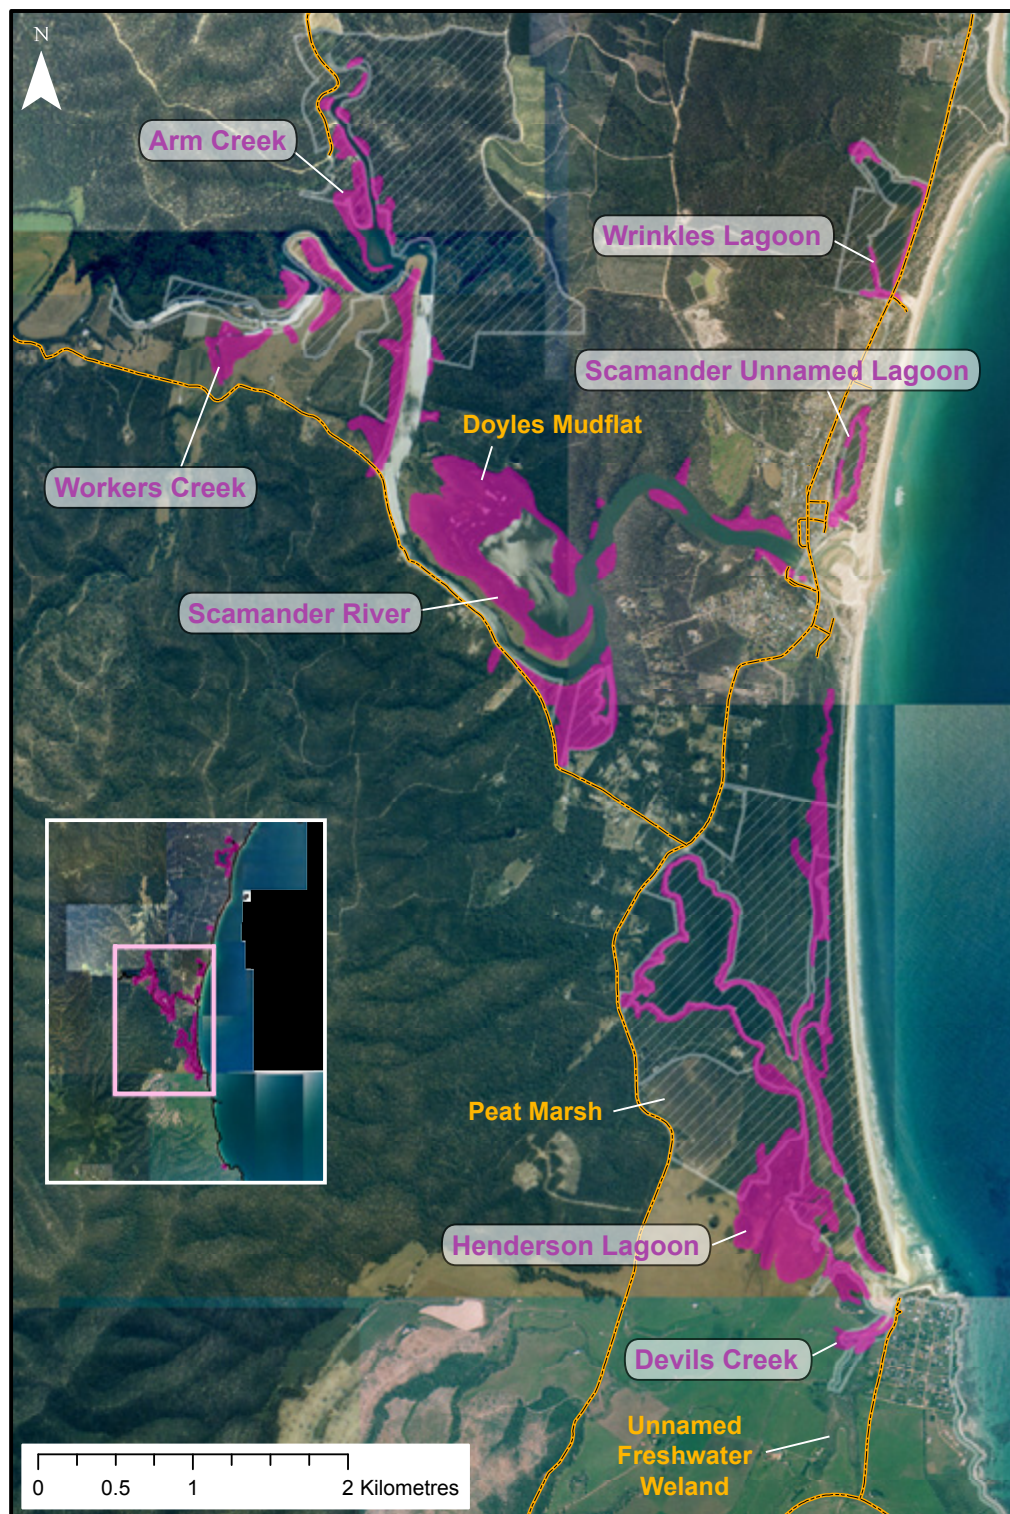 N
Arm Creek
Wrinkles Lagoon
Scamander Unnamed Lagoon
Doyles Mudflat
Workers Creek
Scamander River
Peat Marsh
Henderson Lagoon
Devils Creek
Unnamed
Freshwater
Weland
0 0.5 1 2 Kilometres